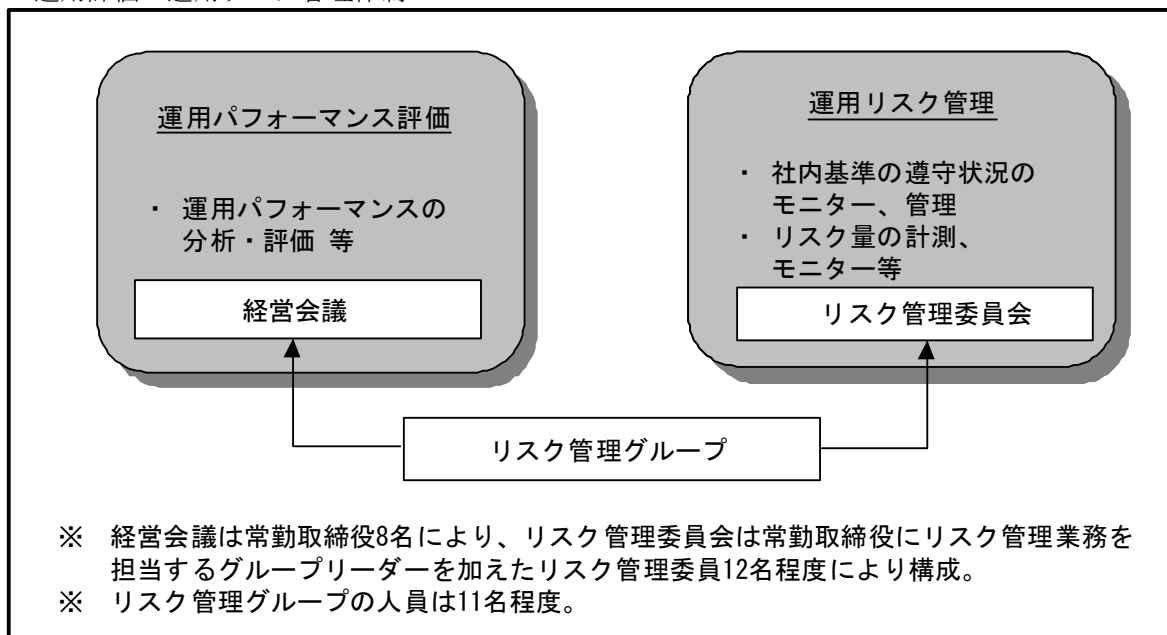 運用パフォーマンス評価
・ 運用パフォーマンスの
分析・評価 等
経営会議
運用リスク管理
・ 社内基準の遵守状況の
モニター、管理
・ リスク量の計測、
モニター等
リスク管理委員会
リスク管理グループ
※ 経営会議は常勤取締役8名により、リスク管理委員会は常勤取締役にリスク管理業務を
担当するグループリーダーを加えたリスク管理委員12名程度により構成。
※ リスク管理グループの人員は11名程度。